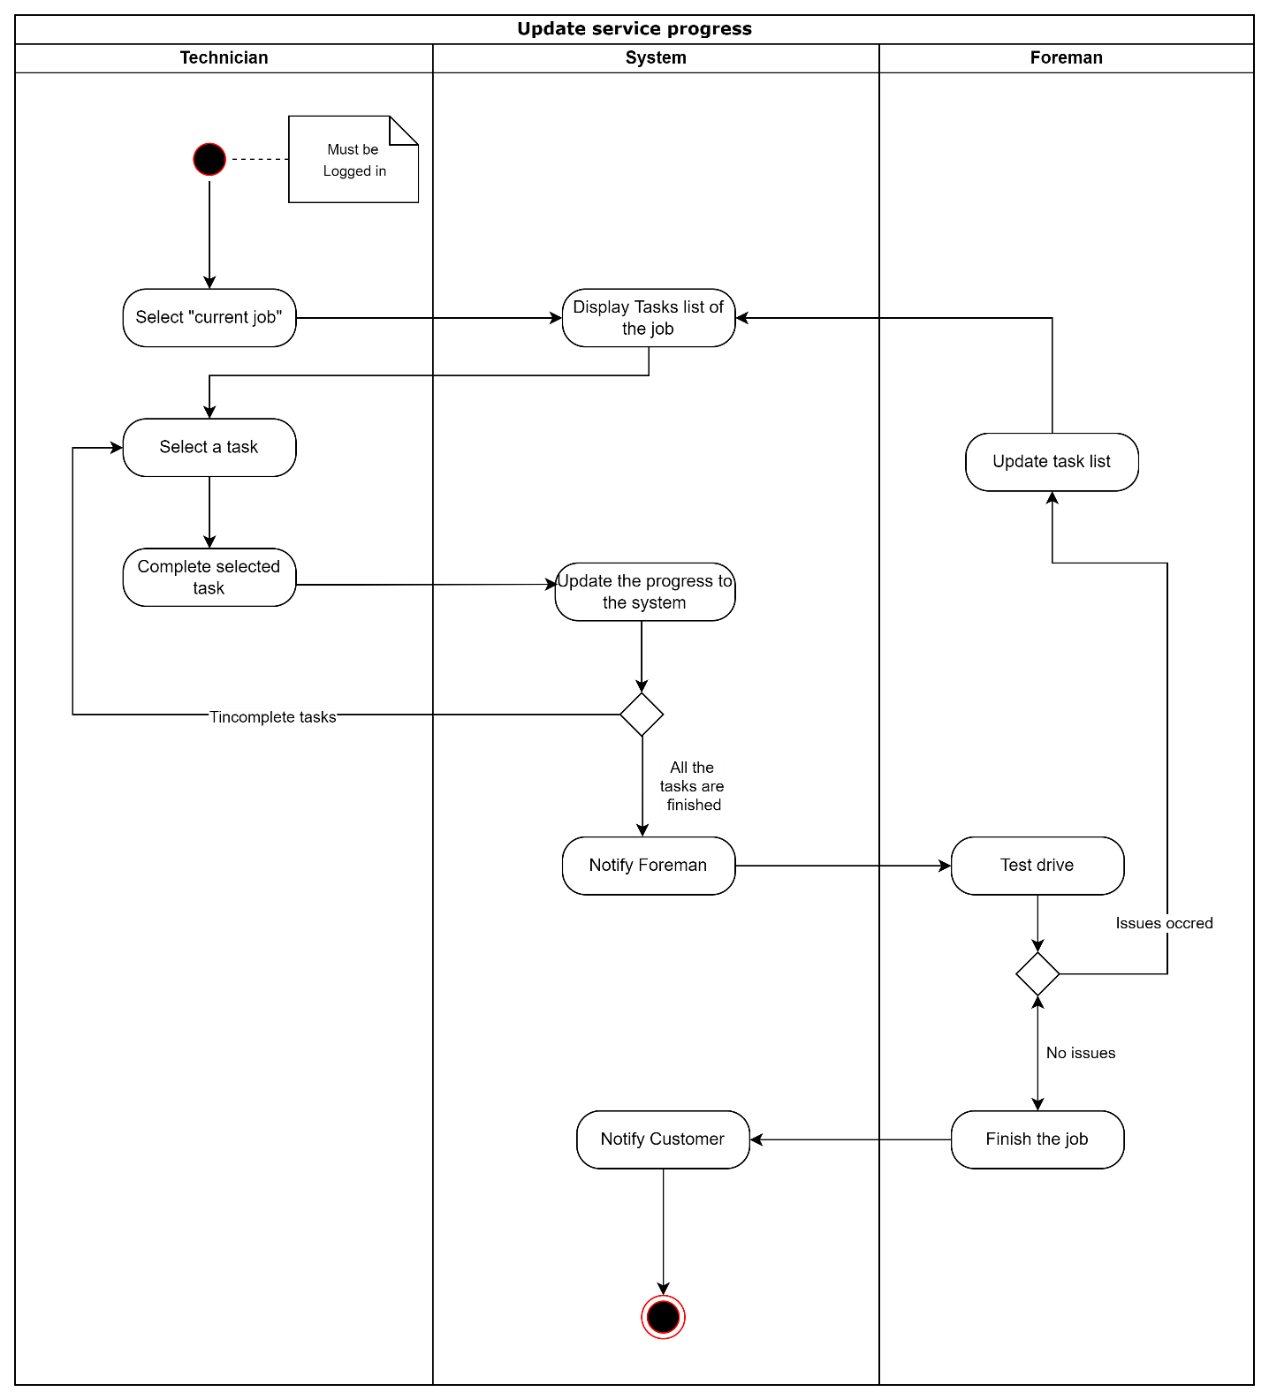 Update service progress
Technician
System
Foreman
Must be
Logged in
Select "current job"
Display Tasks list of
the job
Select a task
Update task list
Complete selected
task
Update the progress to
the system
Tincomplete tasks
All the
tasks are
finished
Notify Foreman
Test drive
Issues occred
No issues
Notify Customer
Finish the job